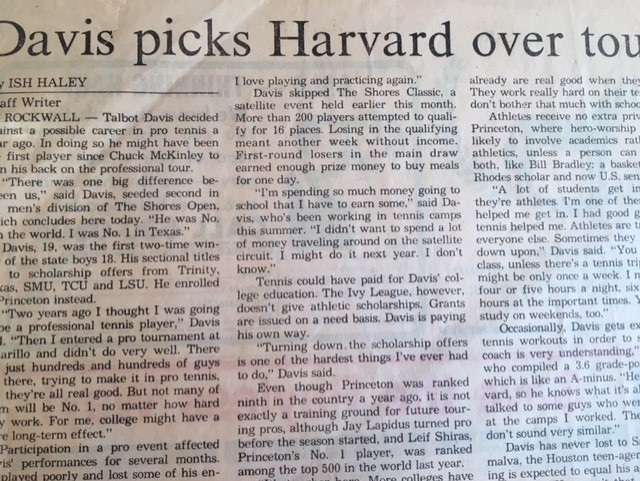 Davis picks Harvard over tou
y ISH HALEY
aff Writer
ROCKWALL — Talbot Davis decided
ainst a possible career in pro tennis a
ar ago. In doing so he might have been
first player since Chuck McKinley to
n his back on the professional tour.
"There was one big difference be-
een us," said Davis, seeded second in
men's division of The Shores Open,
ich concludes here today. "He was No.
n the world. I was No. 1 in Texas."
Davis, 19, was the first two-time win-
of the state boys 18. His sectional titles
to scholarship offers from Trinity,
as, SMU, TCU and LSU. He enrolled
Princeton instead.
"Two years ago I thought I was going
be a professional tennis player," Davis
l. "Then I entered a pro tournament at
arillo and didn't do very well. There
just hundreds and hundreds of guys
there, trying to make it in pro tennis,
they're all real good. But not many of
m will be No. 1, no matter how hard
y work. For me, college might have a
re long-term effect."
Participation in a pro event affected
is' performances for several months.
played poorly and lost some of his en-
I love playing and practicing again."
Davis skipped The Shores Classic, a
satellite event held earlier this month.
More than 200 players attempted to quali-
fy for 16 places. Losing in the qualifying
meant another week without income.
First-round losers in the main draw
earned enough prize money to buy meals
for one day.
"I'm spending so much money going to
school that I have to earn some," said Da-
vis, who's been working in tennis camps
this summer. "I didn't want to spend a lot
of money traveling around on the satellite
circuit. I might do it next year. I don't
know."
Tennis could have paid for Davis' col-
lege education. The Ivy League, however,
doesn't give athletic scholarships. Grants
are issued on a need basis. Davis is paying
his own way.
"Turning down the scholarship offers
is one of the hardest things I've ever had
to do," Davis said.
Even though Princeton was ranked
ninth in the country a year ago, it is not
exactly a training ground for future tour-
ing pros, although Jay Lapidus turned pro
before the season started, and Leif Shiras,
Princeton's No. 1 player, was ranked
among the top 500 in the world last year.
More colleges have
already are real good when they
They work really hard on their te
don't bother that much with schoo
Athletes receive no extra priv
Princeton, where hero-worship
likely to involve academics rath
athletics, unless a person can
both, like Bill Bradley: a basket
Rhodes scholar and now U.S. sen
"A lot of students get in
they're athletes. I'm one of the
helped me get in. I had good g
tennis helped me. Athletes are t
everyone else. Sometimes they
down upon," Davis said. "You
class, unless there's a tennis trip
might be only once a week. I n
four or five hours a night, six
hours at the important times. Y
study on weekends, too."
Occasionally, Davis gets ex
tennis workouts in order to s
coach is very understanding,"
who compiled a 3.6 grade-po
which is like an A-minus. "He
vard, so he knows what it's al
talked to some guys who wen
at the camps I worked. Th
don't sound very similar."
Davis has never lost to S
malva, the Houston teen-ager
ing is expected to equal his a